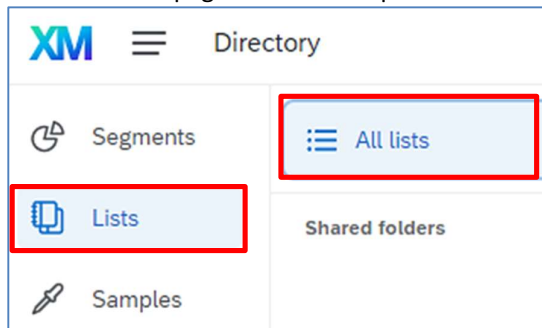 XM Directory
Segments
All lists
Lists
Shared folders
Samples